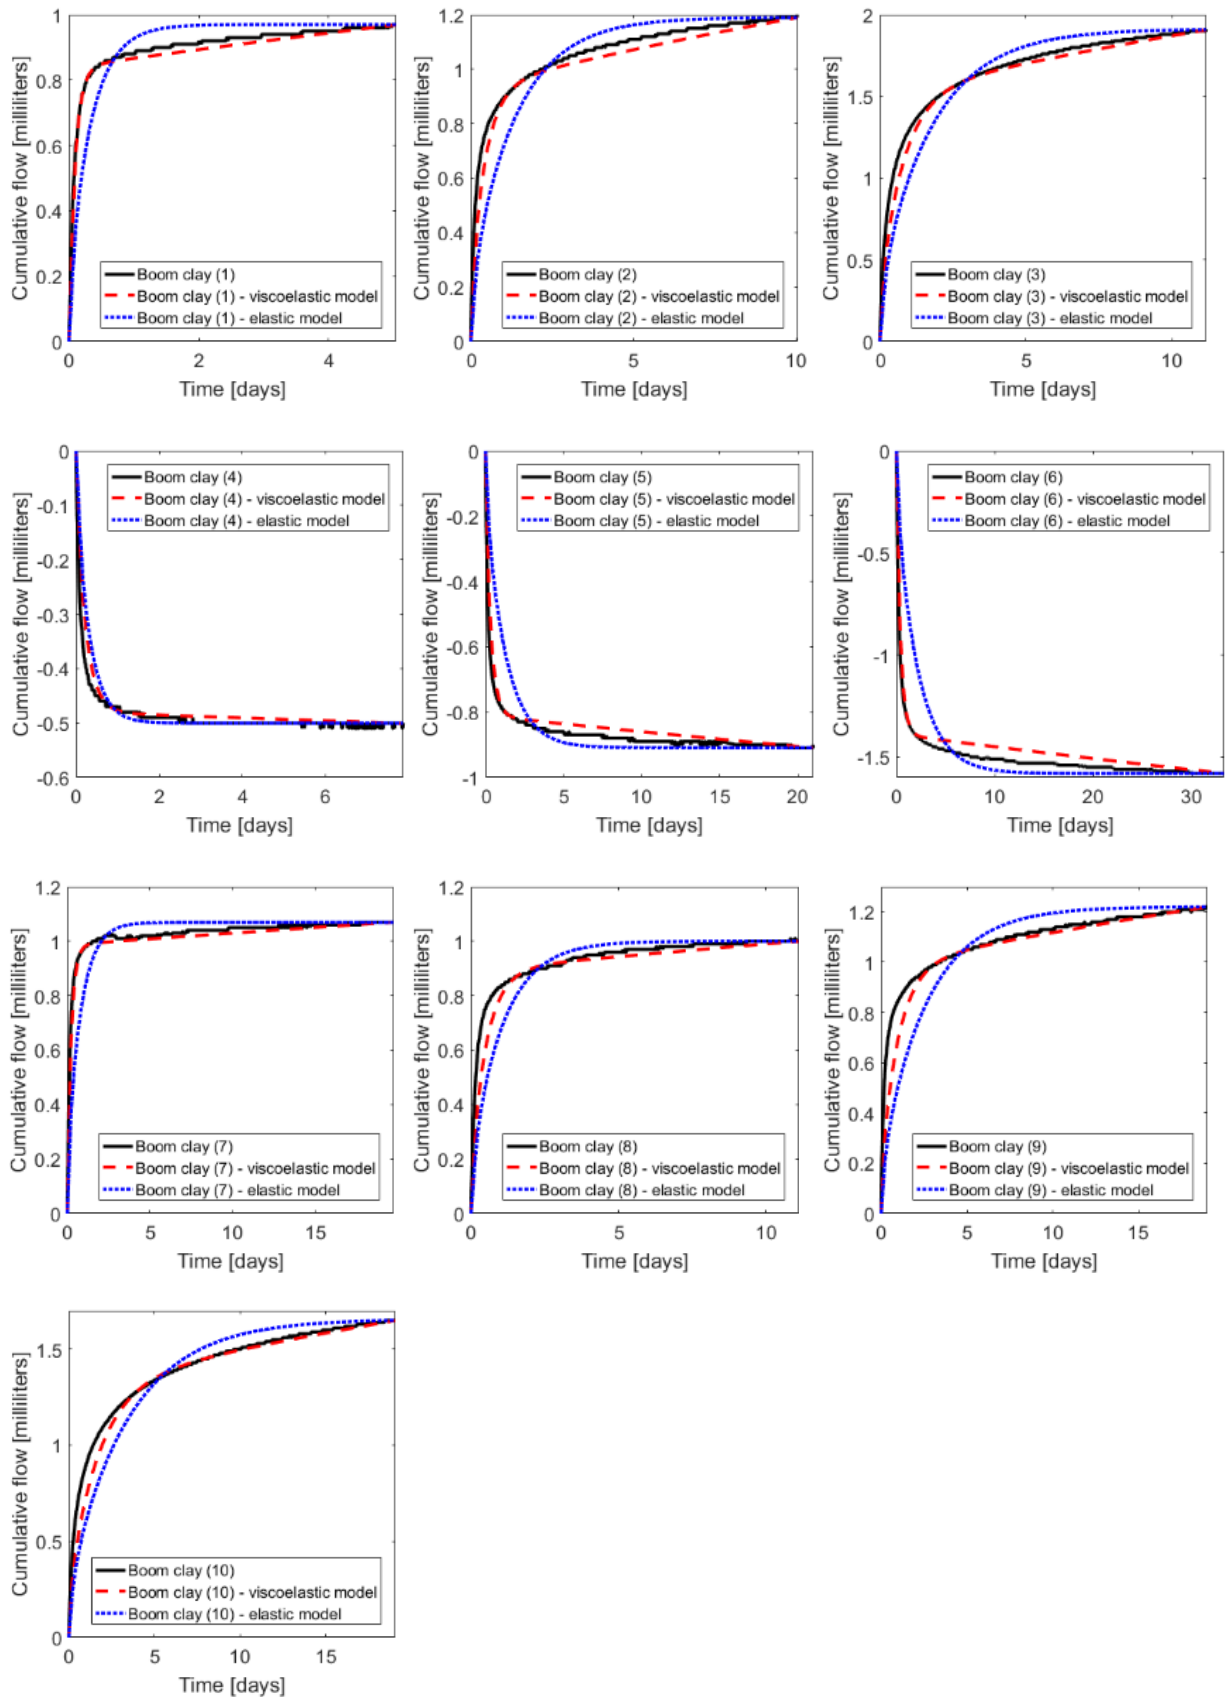 Cumulative flow [milliliters]
1
0.8
0.6
0.4
0.2
0
Boom clay (1)
Boom clay (1) - viscoelastic model
Boom clay (1) - elastic model
0 2 4
Time [days]
Cumulative flow [milliliters]
1.2
1
0.8
0.6
0.4
0.2
0
Boom clay (2)
Boom clay (2) - viscoelastic model
Boom clay (2) - elastic model
0 5 10
Time [days]
Cumulative flow [milliliters]
2
1.5
1
0.5
0
Boom clay (3)
Boom clay (3) - viscoelastic model
Boom clay (3) - elastic model
0 5 10
Time [days]
Cumulative flow [milliliters]
0
-0.1
-0.2
-0.3
-0.4
-0.5
-0.6
Boom clay (4)
Boom clay (4) - viscoelastic model
Boom clay (4) - elastic model
0 2 4 6
Time [days]
Cumulative flow [milliliters]
0
-0.2
-0.4
-0.6
-0.8
-1
Boom clay (5)
Boom clay (5) - viscoelastic model
Boom clay (5) - elastic model
0 5 10 15 20
Time [days]
Cumulative flow [milliliters]
0
-0.5
-1
-1.5
Boom clay (6)
Boom clay (6) - viscoelastic model
Boom clay (6) - elastic model
0 10 20 30
Time [days]
Cumulative flow [milliliters]
1.2
1
0.8
0.6
0.4
0.2
0
Boom clay (7)
Boom clay (7) - viscoelastic model
Boom clay (7) - elastic model
0 5 10 15
Time [days]
Cumulative flow [milliliters]
1.2
1
0.8
0.6
0.4
0.2
0
Boom clay (8)
Boom clay (8) - viscoelastic model
Boom clay (8) - elastic model
0 5 10
Time [days]
Cumulative flow [milliliters]
1.2
1
0.8
0.6
0.4
0.2
0
Boom clay (9)
Boom clay (9) - viscoelastic model
Boom clay (9) - elastic model
0 5 10 15
Time [days]
Cumulative flow [milliliters]
1.5
1
0.5
0
Boom clay (10)
Boom clay (10) - viscoelastic model
Boom clay (10) - elastic model
0 5 10 15
Time [days]